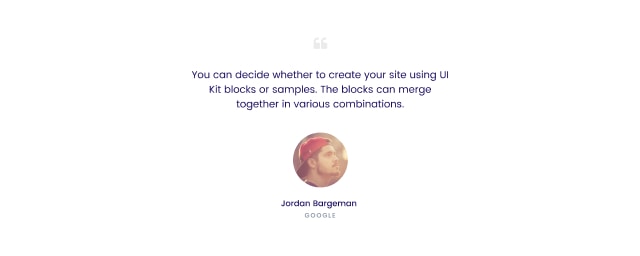 ❝
You can decide whether to create your site using UI
Kit blocks or samples. The blocks can merge
together in various combinations.
Jordan Bargeman
GOOGLE